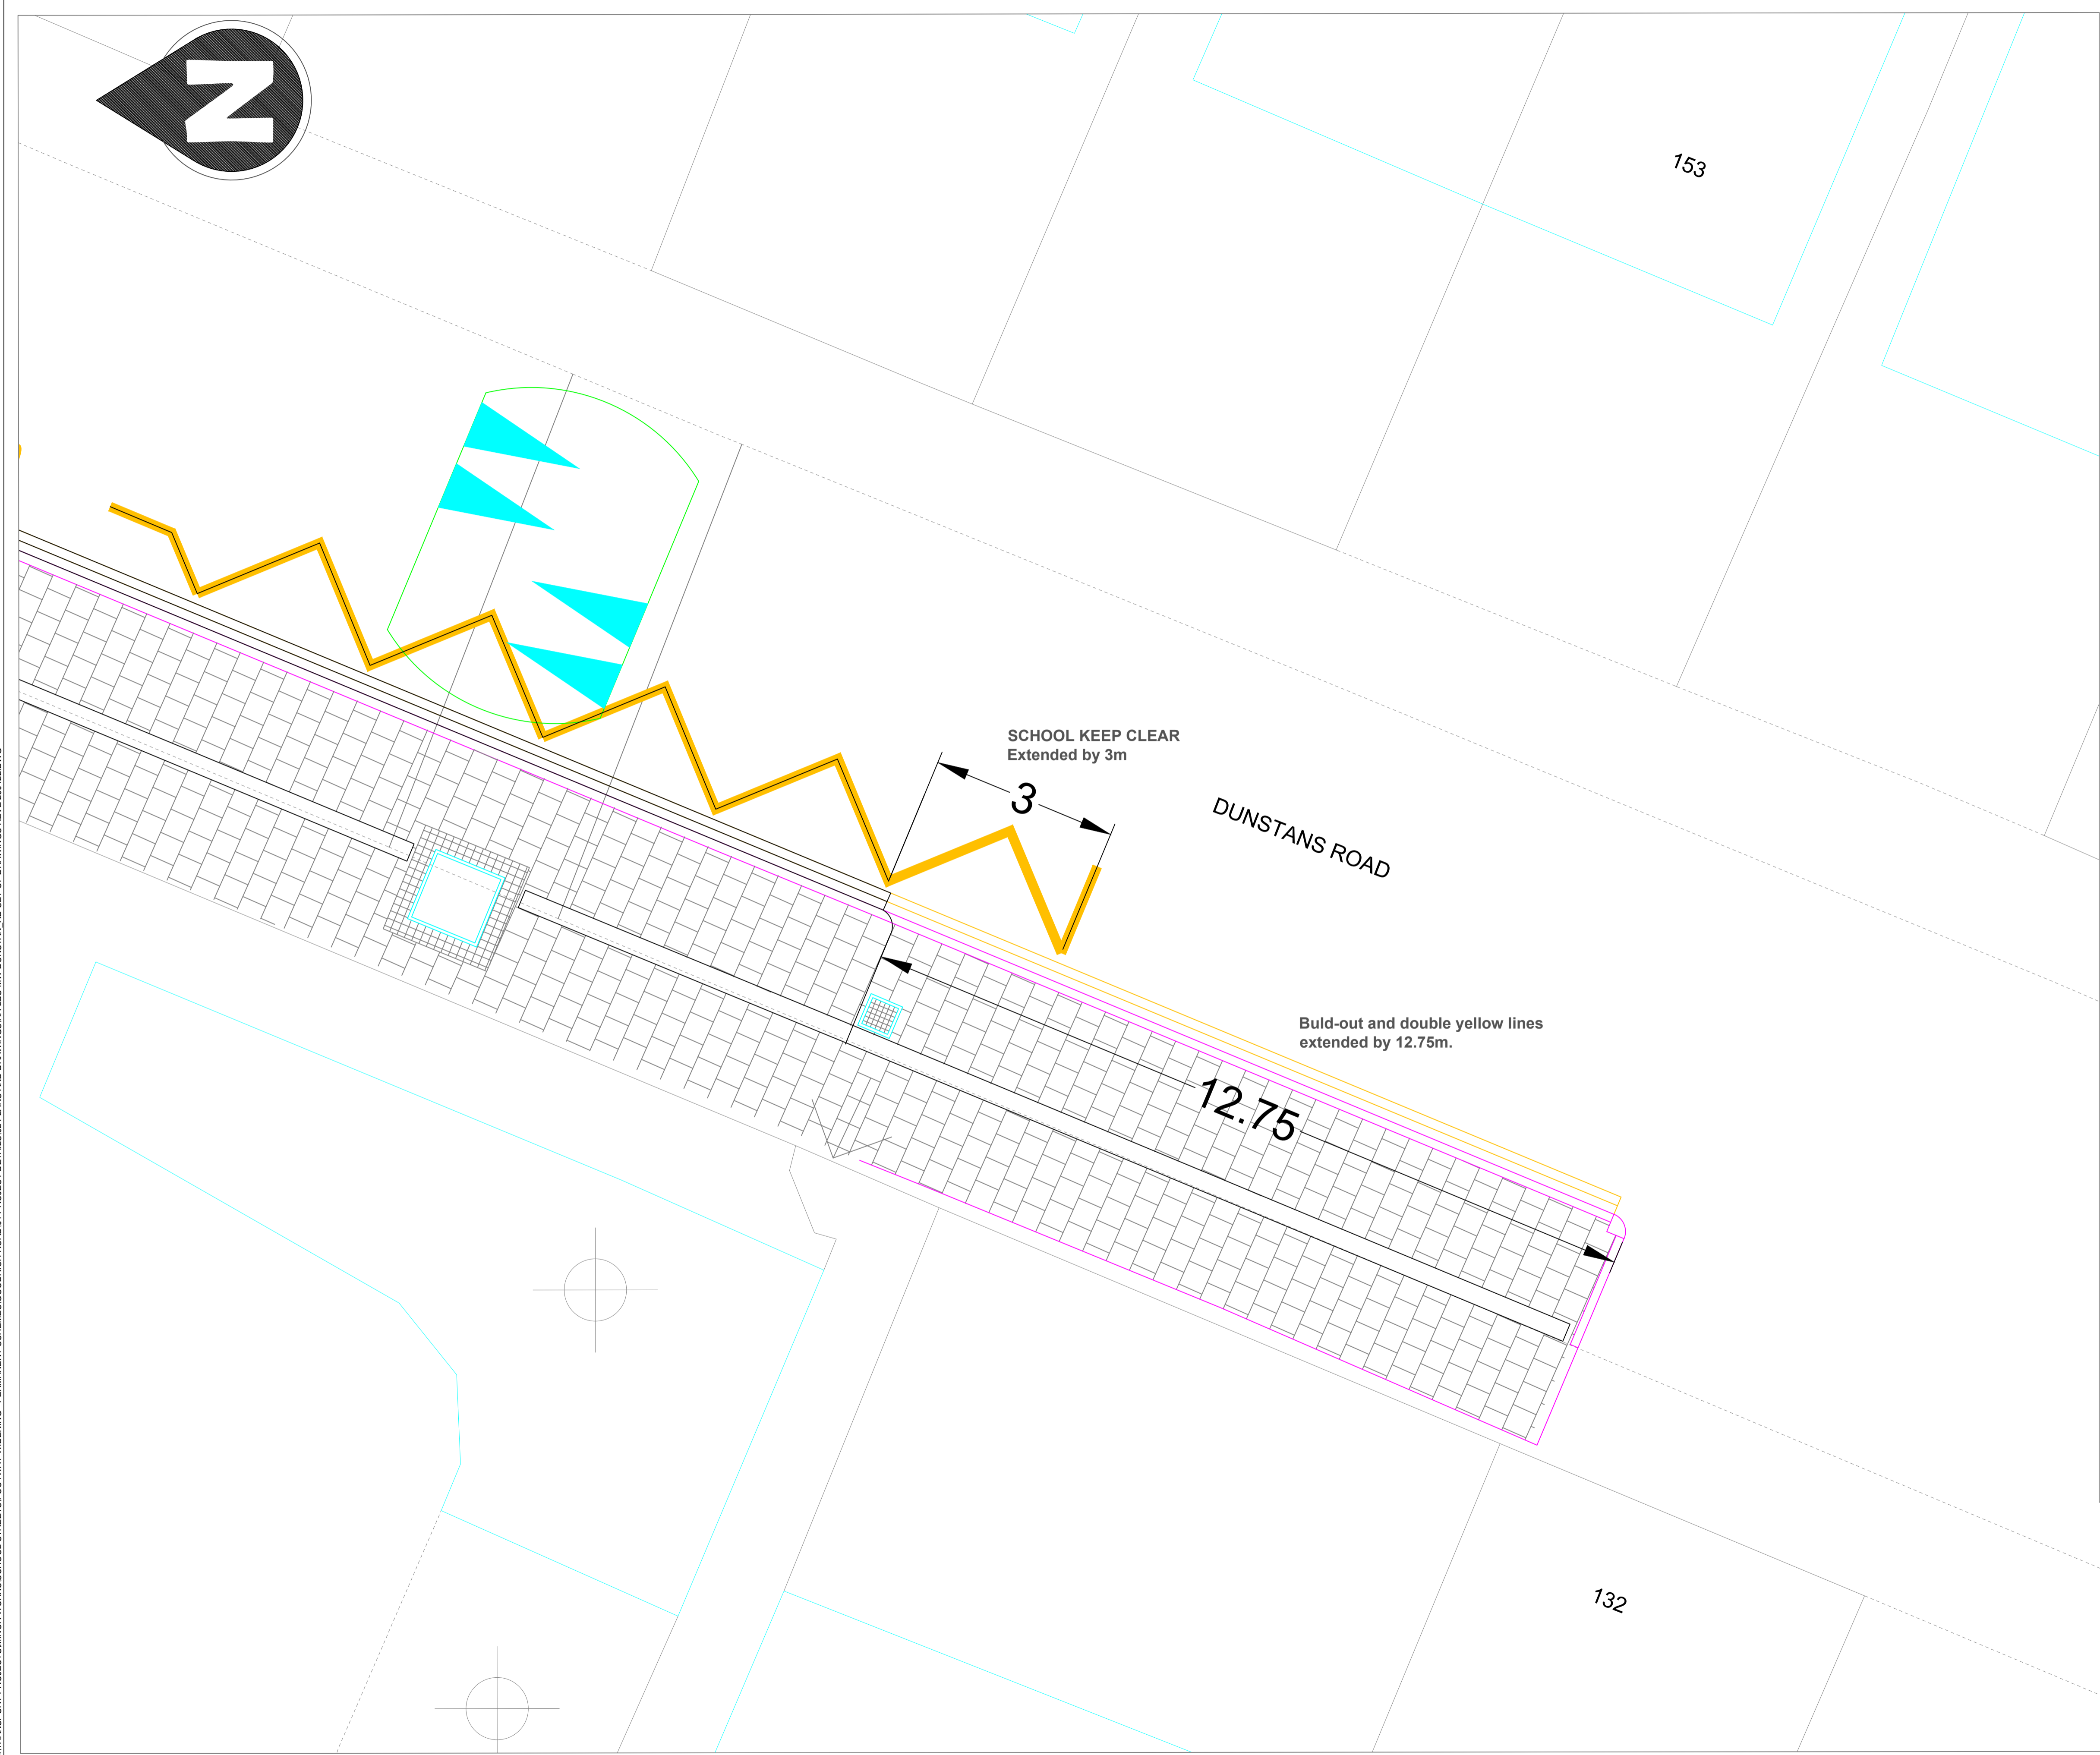 N
153
SCHOOL KEEP CLEAR
Extended by 3m
3
DUNSTANS ROAD
Buld-out and double yellow lines
extended by 12.75m.
12.75
132